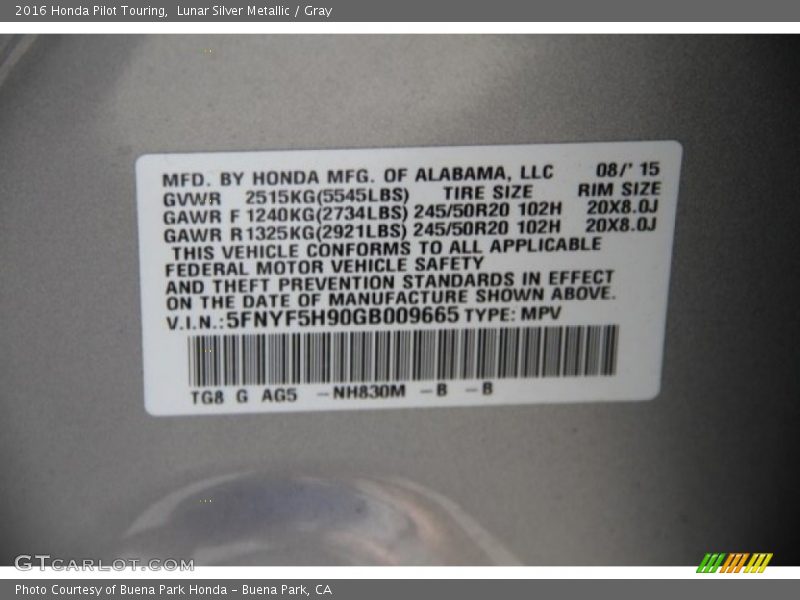 2016 Honda Pilot Touring,  Lunar Silver Metallic / Gray
MFD. BY HONDA MFG. OF ALABAMA, LLC 08/' 15
GVWR 2515KG(5545LBS) TIRE SIZE RIM SIZE
GAWR F 1240KG(2734LBS) 245/50R20 102H 20X8.0J
GAWR R 1325KG(2921LBS) 245/50R20 102H 20X8.0J
THIS VEHICLE CONFORMS TO ALL APPLICABLE
FEDERAL MOTOR VEHICLE SAFETY
AND THEFT PREVENTION STANDARDS IN EFFECT
ON THE DATE OF MANUFACTURE SHOWN ABOVE.
V.I.N.:5FNYF5H90GB009665 TYPE: MPV
TG8 G AG5 -NH830M -B -B
GTCARLOT.COM
Photo Courtesy of Buena Park Honda - Buena Park, CA